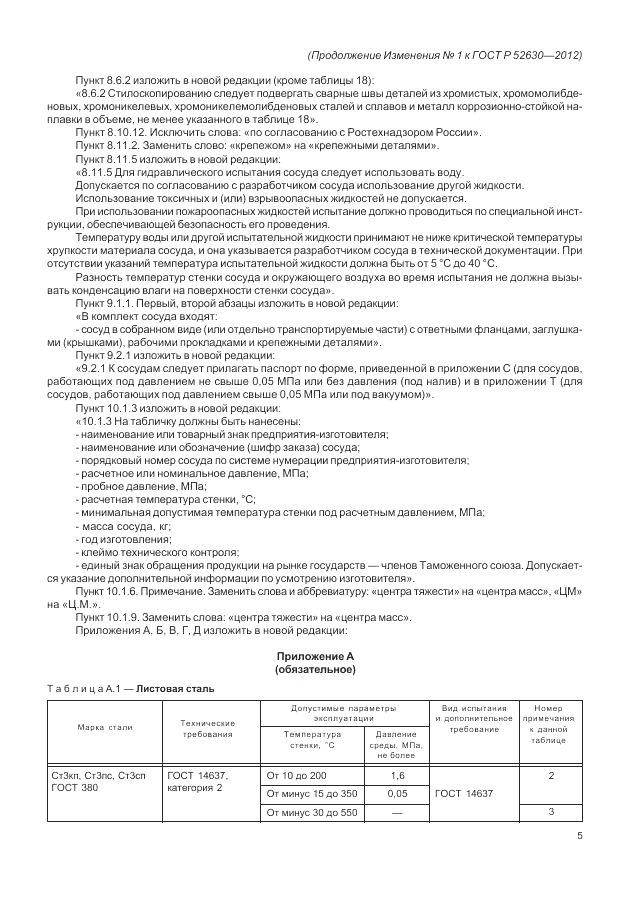 (Продолжение Изменения № 1 к ГОСТ Р 52630—2012)
Пункт 8.6.2 изложить в новой редакции (кроме таблицы 18):
«8.6.2 Стилоскопированию следует подвергать сварные швы деталей из хромистых, хромомолибде-
новых, хромоникелевых, хромоникелемолибденовых сталей и сплавов и металл коррозионно-стойкой на-
плавки в объеме, не менее указанного в таблице 18».
Пункт 8.10.12. Исключить слова: «по согласованию с Ростехнадзором России».
Пункт 8.11.2. Заменить слово: «крепежом» на «крепежными деталями».
Пункт 8.11.5 изложить в новой редакции:
«8.11.5 Для гидравлического испытания сосуда следует использовать воду.
Допускается по согласованию с разработчиком сосуда использование другой жидкости.
Использование токсичных и (или) взрывоопасных жидкостей не допускается.
При использовании пожароопасных жидкостей испытание должно проводиться по специальной инст-
рукции, обеспечивающей безопасность его проведения.
Температуру воды или другой испытательной жидкости принимают не ниже критической температуры
хрупкости материала сосуда, и она указывается разработчиком сосуда в технической документации. При
отсутствии указаний температура испытательной жидкости должна быть от 5 °С до 40 °С.
Разность температур стенки сосуда и окружающего воздуха во время испытания не должна вызы-
вать конденсацию влаги на поверхности стенки сосуда».
Пункт 9.1.1. Первый, второй абзацы изложить в новой редакции:
«В комплект сосуда входят:
- сосуд в собранном виде (или отдельно транспортируемые части) с ответными фланцами, заглушка-
ми (крышками), рабочими прокладками и крепежными деталями».
Пункт 9.2.1 изложить в новой редакции:
«9.2.1 К сосудам следует прилагать паспорт по форме, приведенной в приложении С (для сосудов,
работающих под давлением не свыше 0,05 МПа или без давления (под налив) и в приложении Т (для
сосудов, работающих под давлением свыше 0,05 МПа или под вакуумом)».
Пункт 10.1.3 изложить в новой редакции:
«10.1.3 На табличку должны быть нанесены:
- наименование или товарный знак предприятия-изготовителя;
- наименование или обозначение (шифр заказа) сосуда;
- порядковый номер сосуда по системе нумерации предприятия-изготовителя;
- расчетное или номинальное давление, МПа;
- пробное давление, МПа;
- расчетная температура стенки, °С;
- минимальная допустимая температура стенки под расчетным давлением, МПа;
- масса сосуда, кг;
- год изготовления;
- клеймо технического контроля;
- единый знак обращения продукции на рынке государств — членов Таможенного союза. Допускает-
ся указание дополнительной информации по усмотрению изготовителя».
Пункт 10.1.6. Примечание. Заменить слова и аббревиатуру: «центра тяжести» на «центра масс», «ЦМ»
на «Ц.М.».
Пункт 10.1.9. Заменить слова: «центра тяжести» на «центра масс».
Приложения А, Б, В, Г, Д изложить в новой редакции:
Приложение А
(обязательное)
Таблица А.1 — Листовая сталь
Марка стали
Технические
требования
Допустимые параметры
эксплуатации
Температура
стенки, °С
Давление
среды, МПа,
не более
Вид испытания
и дополнительное
требование
Номер
примечания
к данной
таблице
Ст3кп, Ст3пс, Ст3сп
ГОСТ 380
ГОСТ 14637,
категория 2
От 10 до 200
1,6
ГОСТ 14637
2
От минус 15 до 350
0,05
От минус 30 до 550
—
3
5